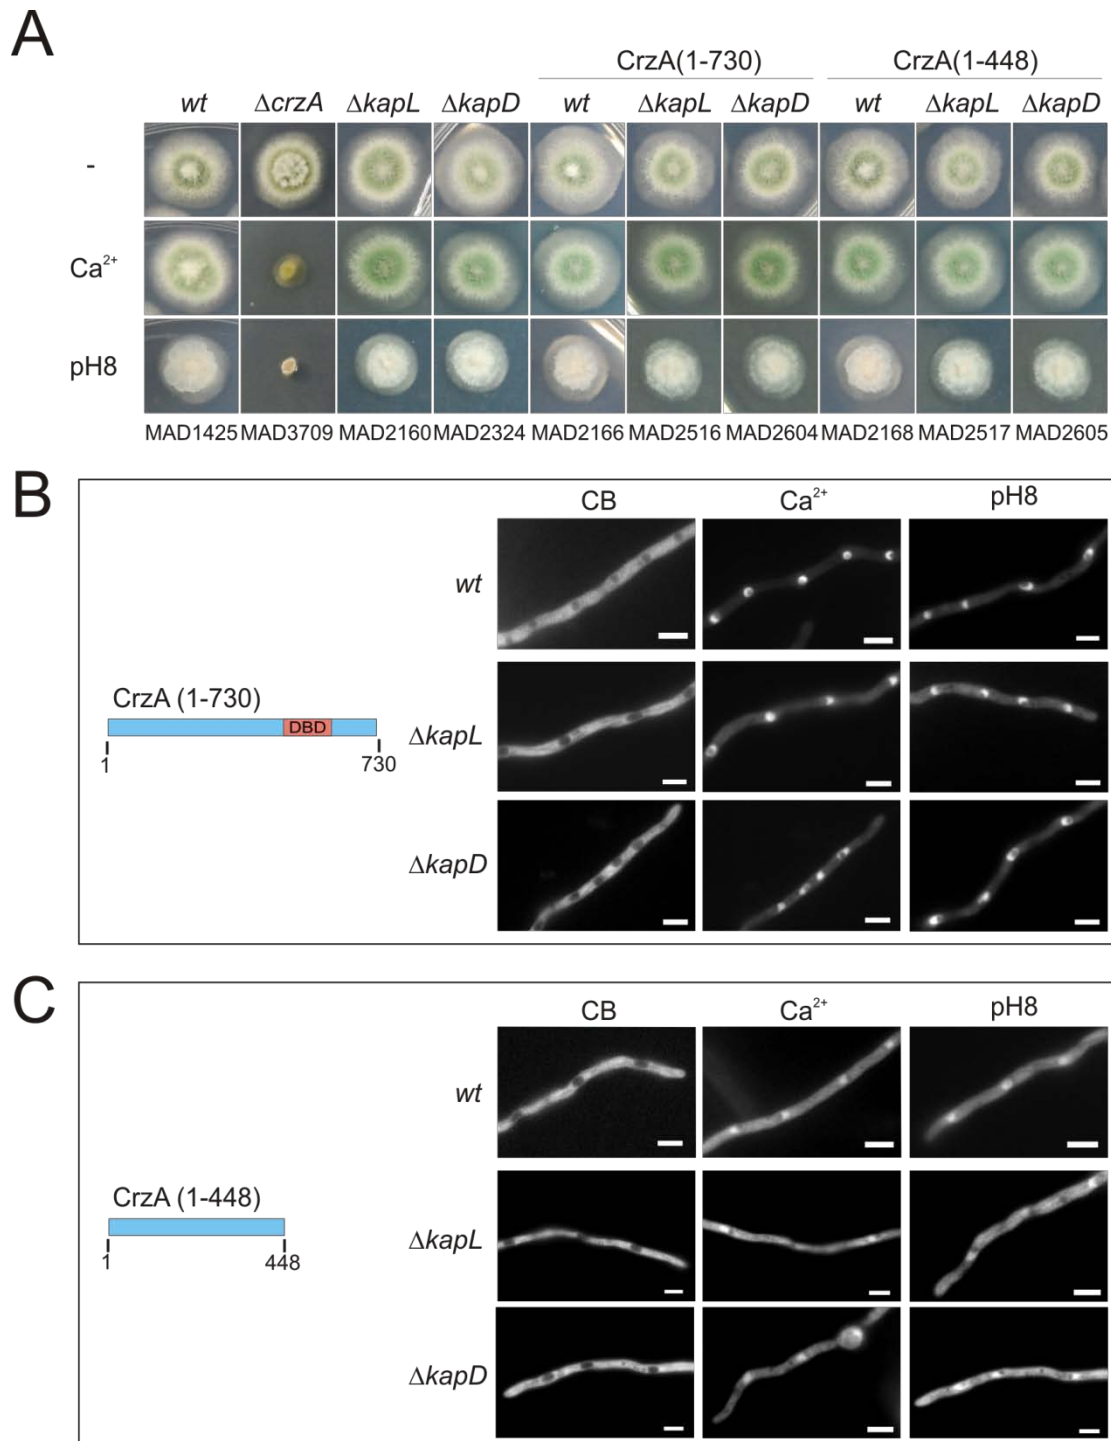 A
CrzA(1-730) CrzA(1-448)
wt ΔcrzA ΔkapL ΔkapD wt ΔkapL ΔkapD wt ΔkapL ΔkapD
-
Ca²⁺
pH8
MAD1425 MAD3709 MAD2160 MAD2324 MAD2166 MAD2516 MAD2604 MAD2168 MAD2517 MAD2605
B
CB Ca²⁺ pH8
wt
CrzA (1-730)
DBD
ΔkapL
1 730
ΔkapD
C
CB Ca²⁺ pH8
wt
CrzA (1-448)
ΔkapL
1 448
ΔkapD